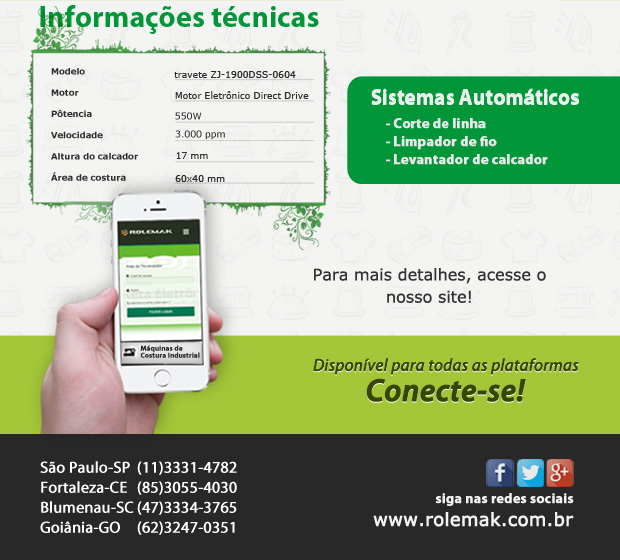 Informações técnicas
Modelo travete ZJ-1900DSS-0604
Motor Motor Eletrônico Direct Drive
Pôtencia 550W
Velocidade 3.000 ppm
Altura do calcador 17 mm
Área de costura 60x40 mm
Sistemas Automáticos
- Corte de linha
- Limpador de fio
- Levantador de calcador
ROLEMAK
Máquinas de
Costura Industrial
Para mais detalhes, acesse o
nosso site!
Disponível para todas as plataformas
Conecte-se!
São Paulo-SP (11)3331-4782
Fortaleza-CE (85)3055-4030
Blumenau-SC (47)3334-3765
Goiânia-GO (62)3247-0351
siga nas redes sociais
www.rolemak.com.br